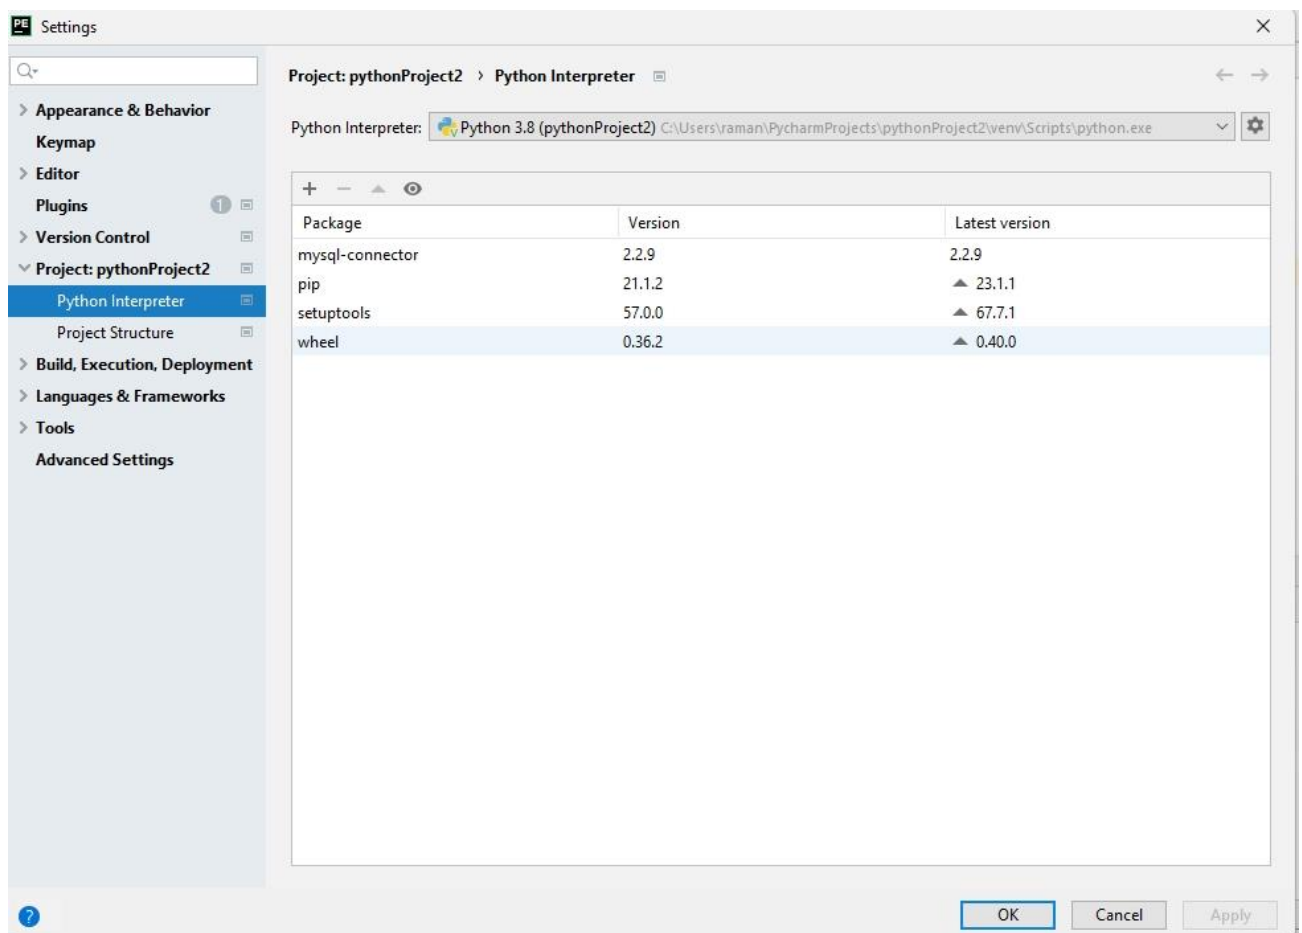 PE Settings
Project: pythonProject2 > Python Interpreter
Appearance & Behavior
Keymap
Editor
Plugins 1
Version Control
Project: pythonProject2
Python Interpreter
Project Structure
Build, Execution, Deployment
Languages & Frameworks
Tools
Advanced Settings
Python Interpreter: Python 3.8 (pythonProject2) C:\Users\raman\PycharmProjects\pythonProject2\venv\Scripts\python.exe
Package Version Latest version
mysql-connector 2.2.9 2.2.9
pip 21.1.2 23.1.1
setuptools 57.0.0 67.7.1
wheel 0.36.2 0.40.0
? OK Cancel Apply